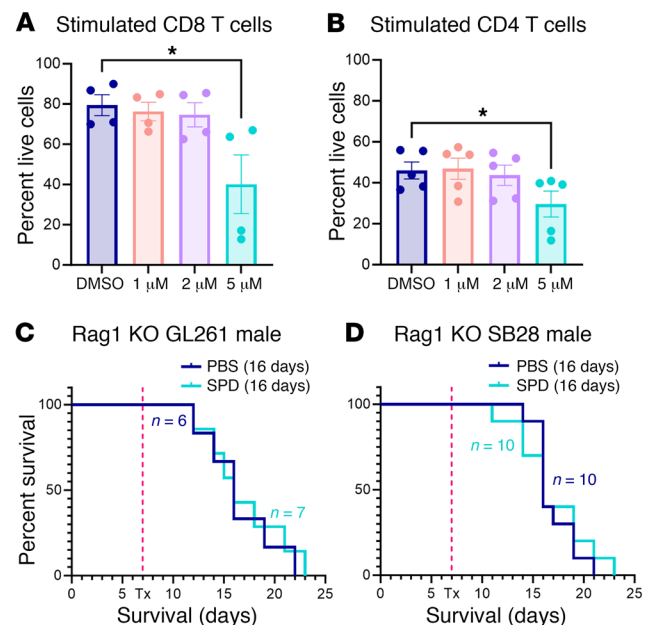 A Stimulated CD8 T cells
*
Percent live cells
100
80
60
40
20
0
DMSO 1 μM 2 μM 5 μM
B Stimulated CD4 T cells
*
Percent live cells
100
80
60
40
20
0
DMSO 1 μM 2 μM 5 μM
C Rag1 KO GL261 male
PBS (16 days)
SPD (16 days)
Percent survival
100
50
0
n = 6
n = 7
0 5 Tx 10 15 20 25
Survival (days)
D Rag1 KO SB28 male
PBS (16 days)
SPD (16 days)
100
50
0
n = 10
n = 10
0 5 Tx 10 15 20 25
Survival (days)